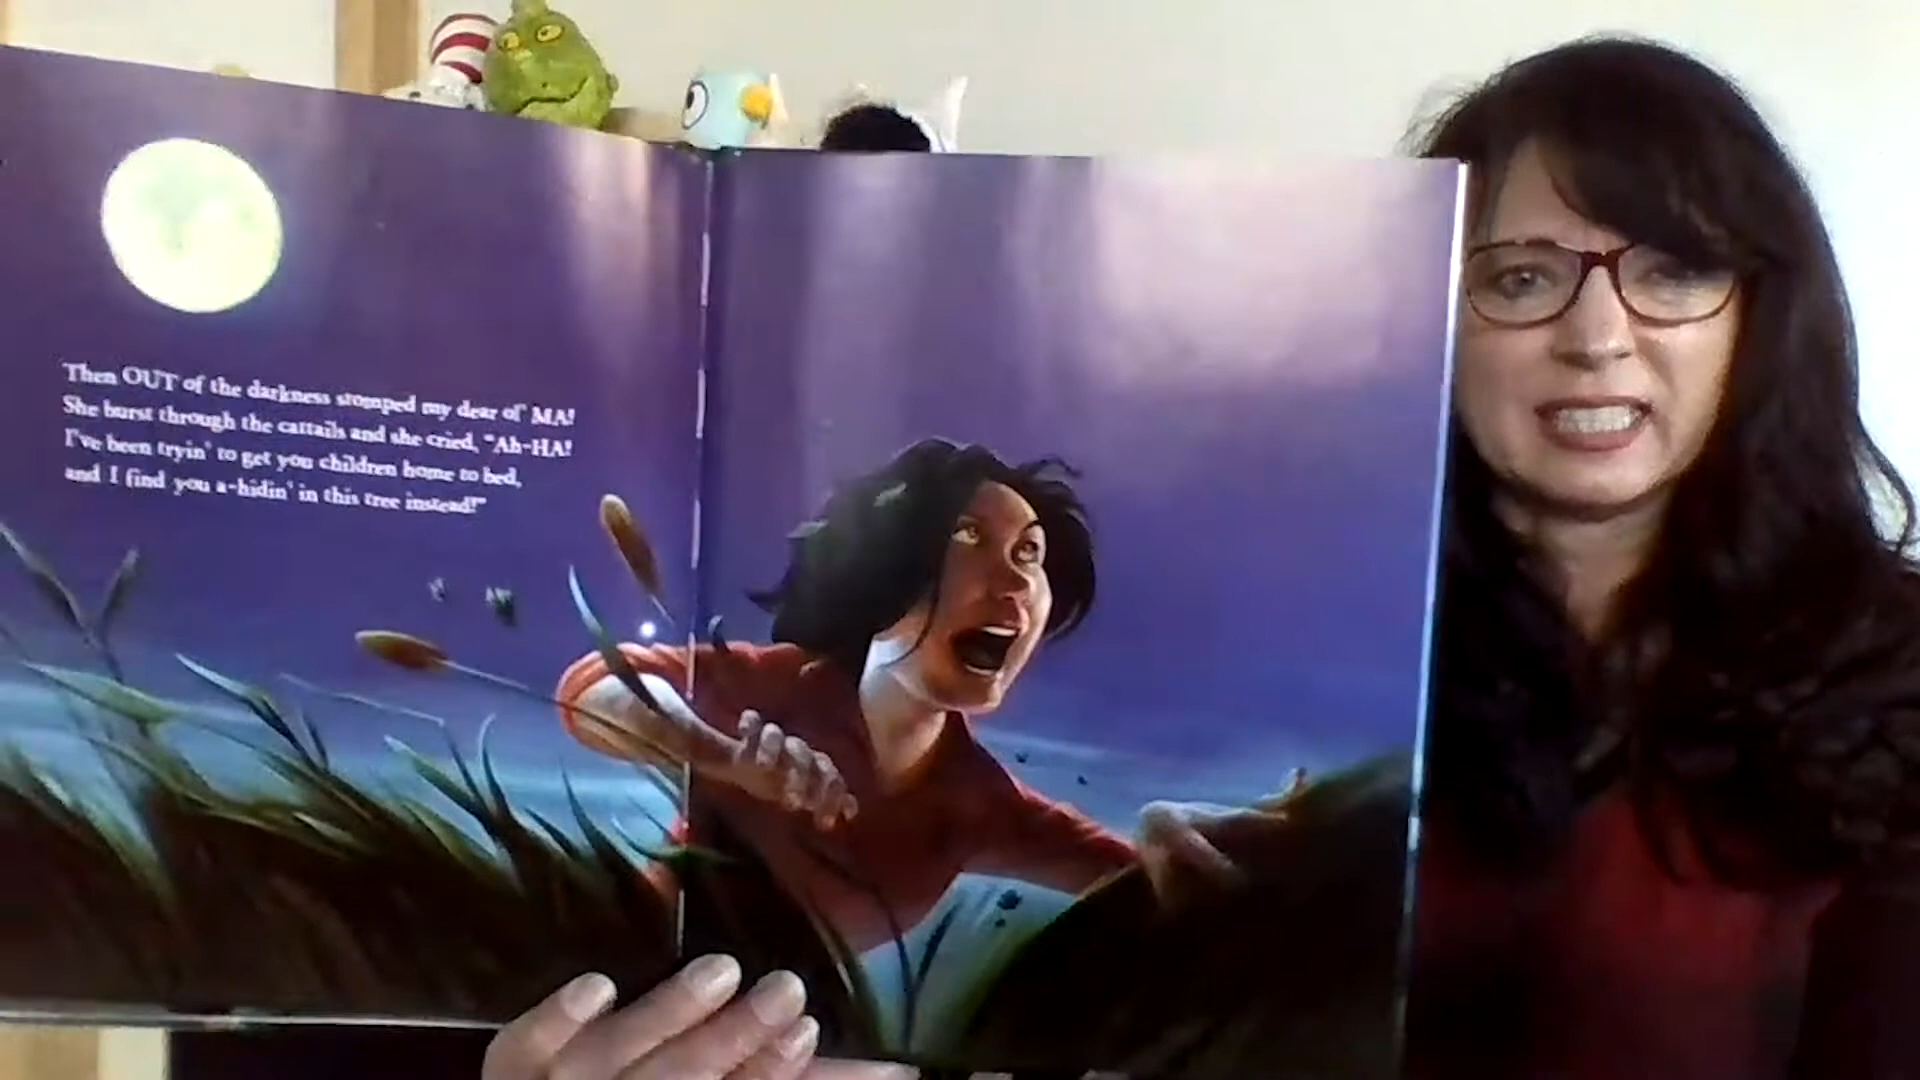 Then OUT of the darkness stomped my dear ol' MA!
She burst through the cattails and she cried, "Ah-HA!
I've been tryin' to get you children home to bed,
and I find you a-hidin' in this tree instead!"